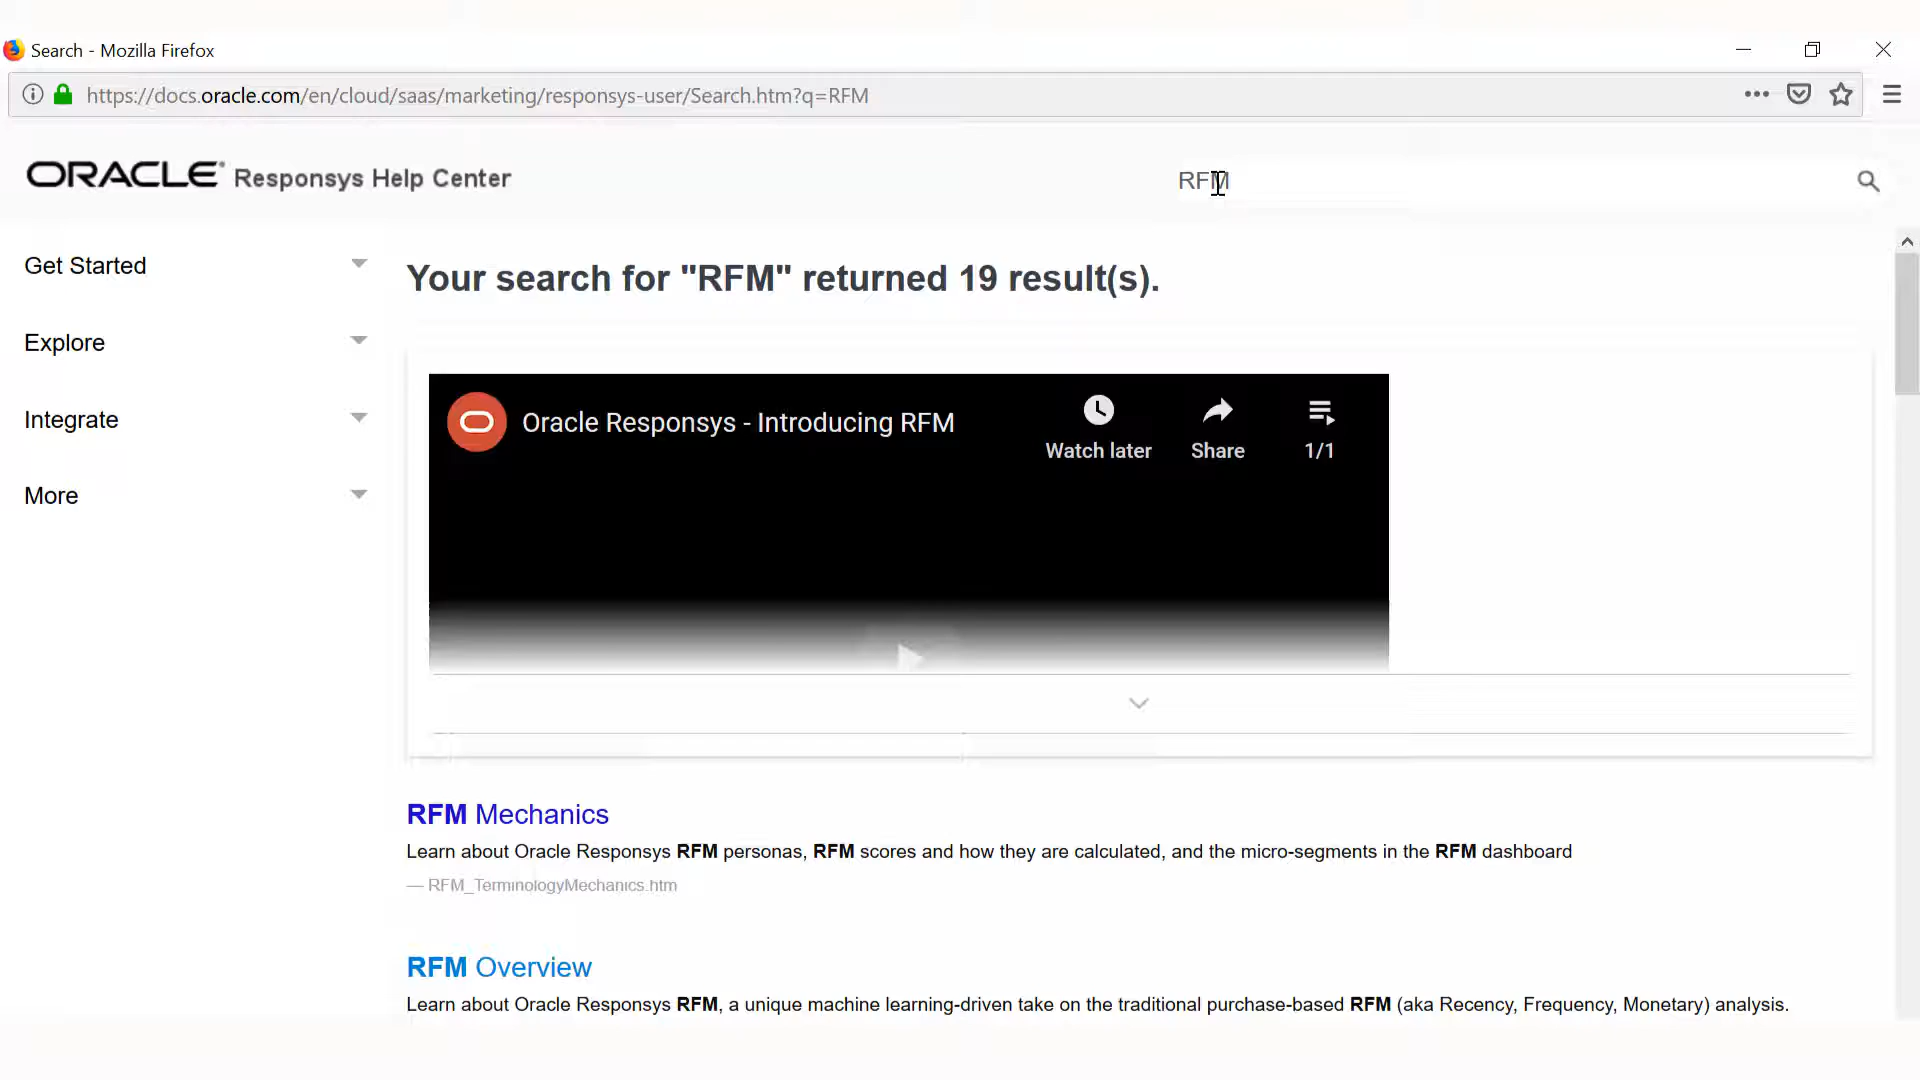 Search - Mozilla Firefox
https://docs.oracle.com/en/cloud/saas/marketing/responsys-user/Search.htm?q=RFM
ORACLE® Responsys Help Center
RFM
Get Started
Explore
Integrate
More
Your search for "RFM" returned 19 result(s).
Oracle Responsys - Introducing RFM
Watch later
Share
1/1
RFM Mechanics
Learn about Oracle Responsys RFM personas, RFM scores and how they are calculated, and the micro-segments in the RFM dashboard
— RFM_TerminologyMechanics.htm
RFM Overview
Learn about Oracle Responsys RFM, a unique machine learning-driven take on the traditional purchase-based RFM (aka Recency, Frequency, Monetary) analysis.